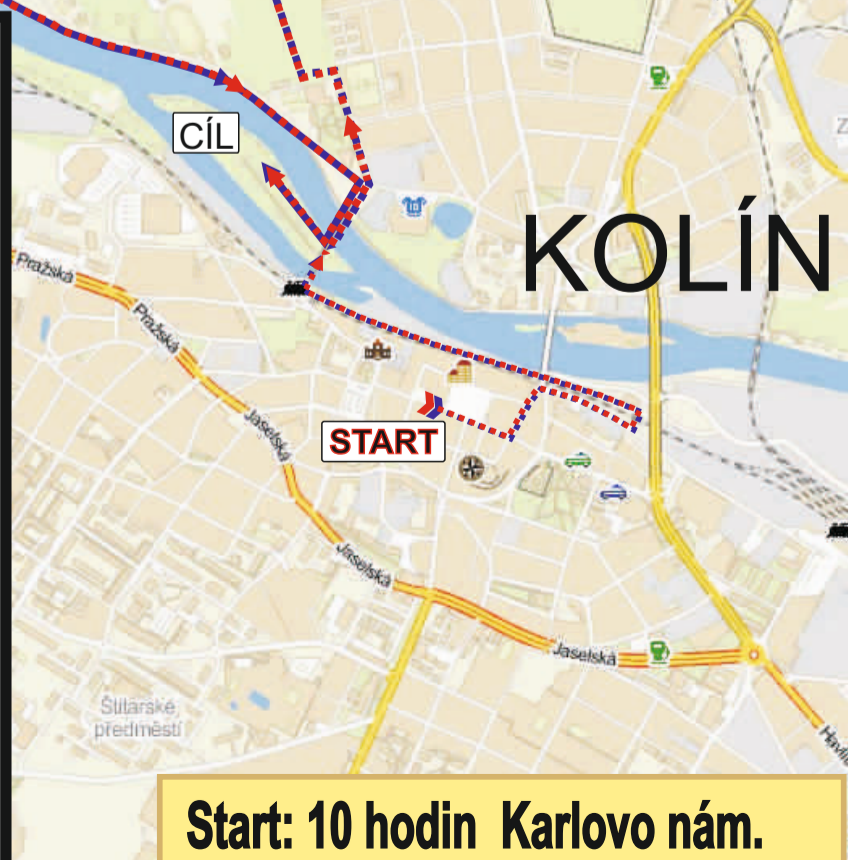 CÍL
KOLÍN
Pražská
Pražská
Jaselská
START
Jaselská
Jaselská
Štítarské
předměstí
Start: 10 hodin Karlovo nám.